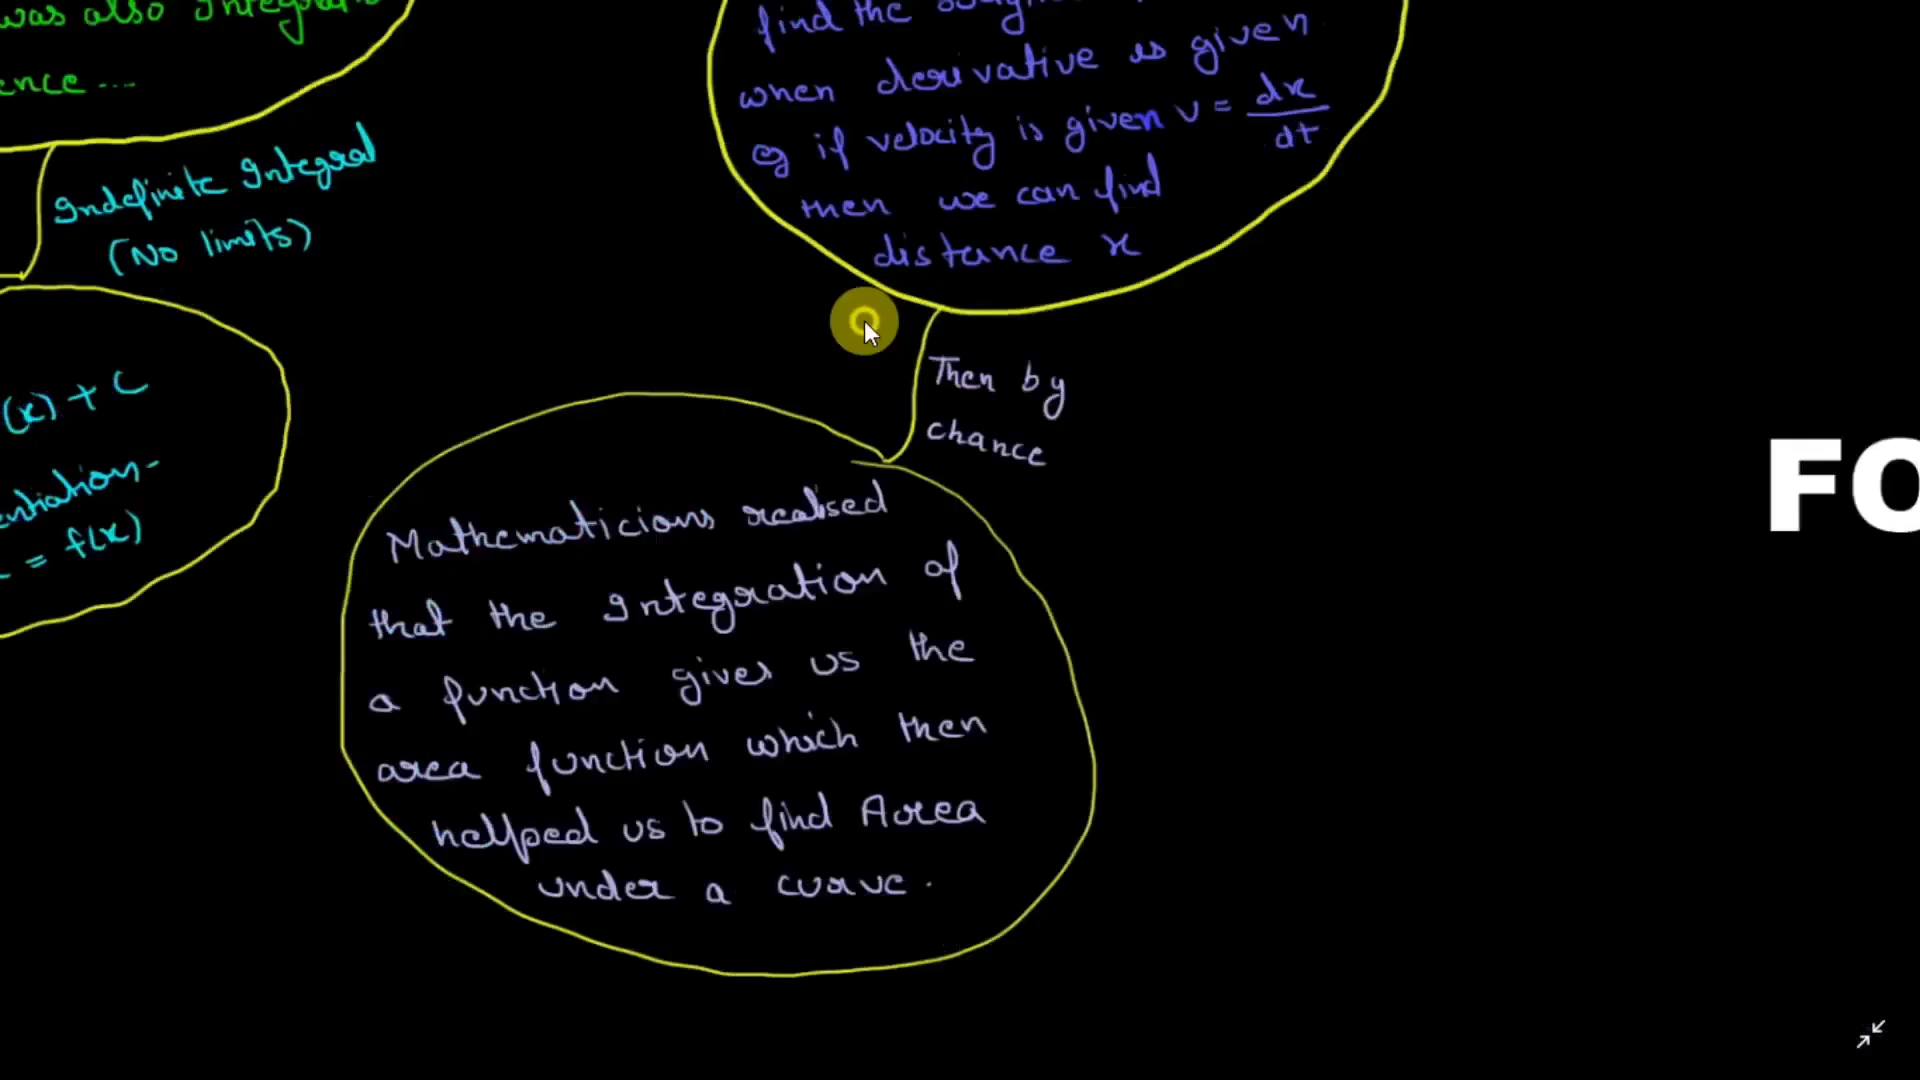 was also Integration
ence ...
Indefinite Integral
(No limits)
(x) + C
entiation-
= f(x)
find the
when derivative is given
eg if velocity is given v = dx/dt
then we can find
distance x
Then by
chance
Mathematicians realised
that the Integration of
a function gives us the
area function which then
helped us to find Area
under a curve.
FO